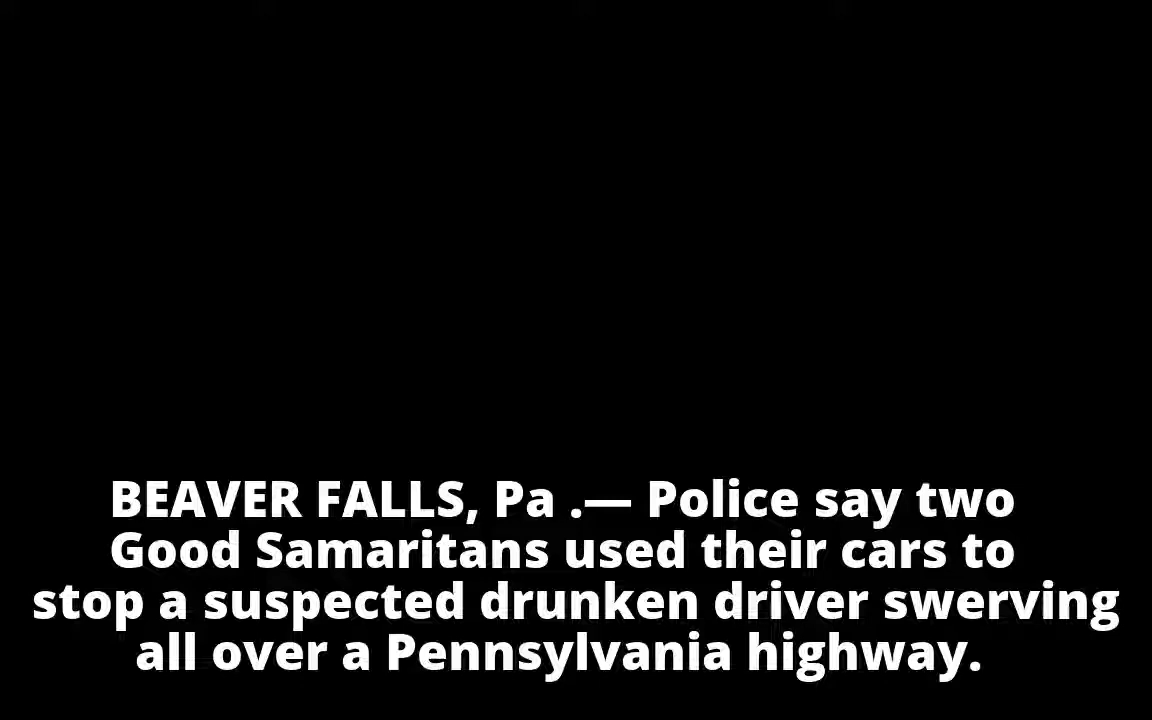 BEAVER FALLS, Pa .— Police say two
Good Samaritans used their cars to
stop a suspected drunken driver swerving
all over a Pennsylvania highway.